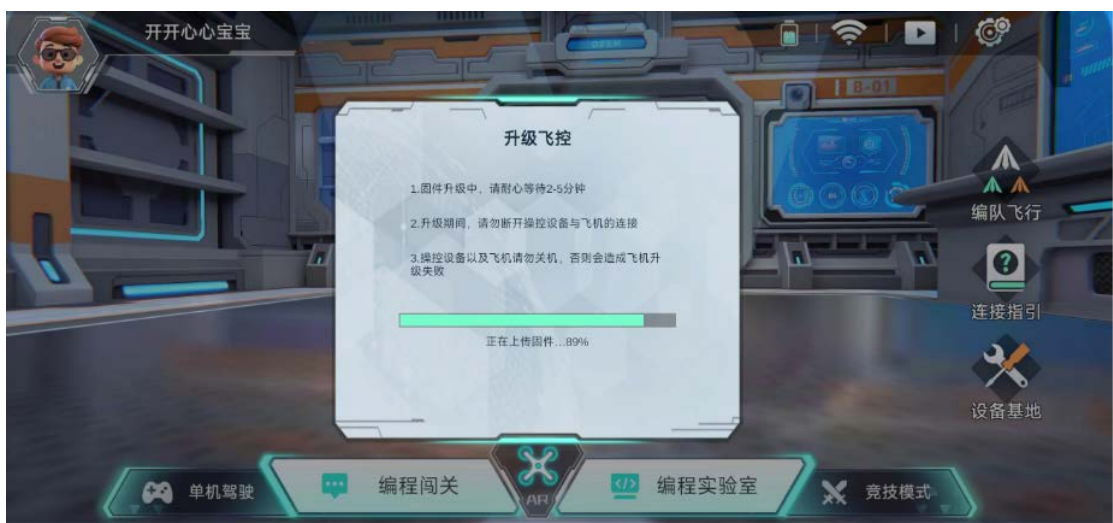 开开心心宝宝
B-01
升级飞控
1.固件升级中，请耐心等待2-5分钟
2.升级期间，请勿断开操控设备与飞机的连接
3.操控设备以及飞机请勿关机，否则会造成飞机升
级失败
正在上传固件...89%
编队飞行
连接指引
设备基地
单机驾驶
编程闯关
AR
编程实验室
竞技模式